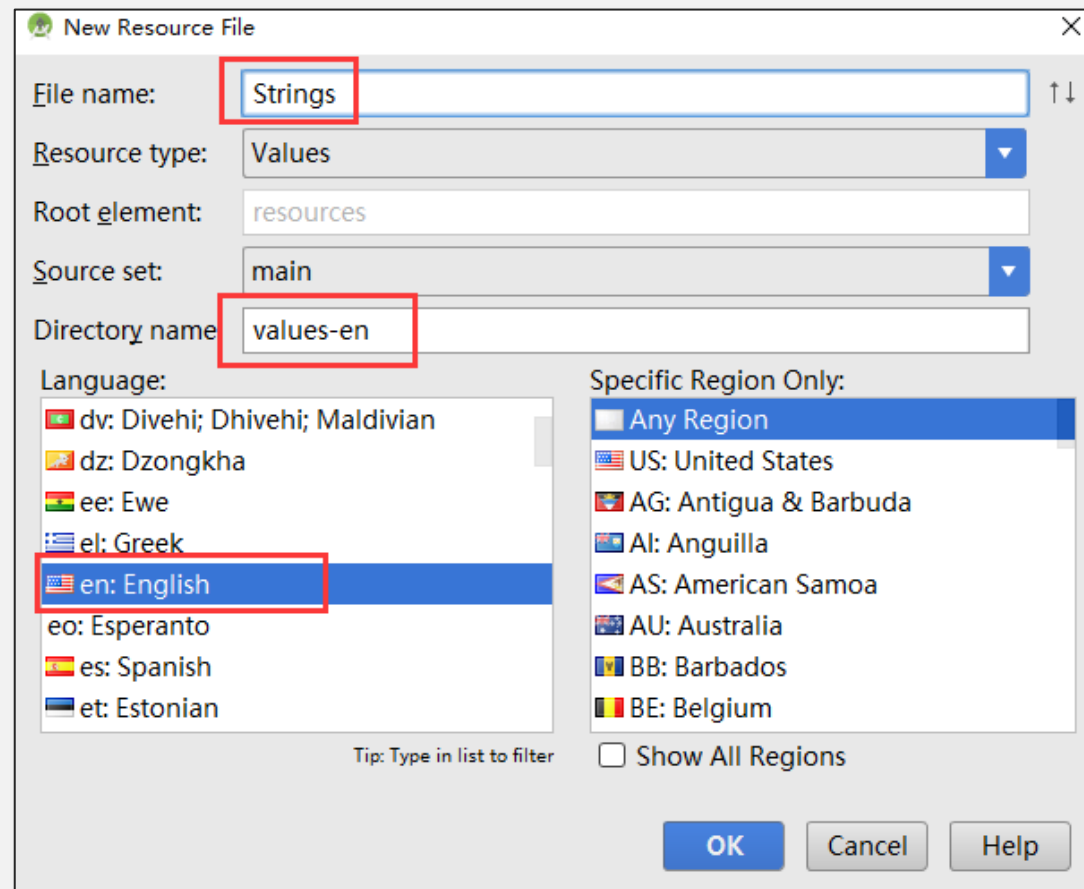 New Resource File
File name:
Strings
Resource type:
Values
Root element:
resources
Source set:
main
Directory name
values-en
Language:
dv: Divehi; Dhivehi; Maldivian
dz: Dzongkha
ee: Ewe
el: Greek
en: English
eo: Esperanto
es: Spanish
et: Estonian
Tip: Type in list to filter
Specific Region Only:
Any Region
US: United States
AG: Antigua & Barbuda
AI: Anguilla
AS: American Samoa
AU: Australia
BB: Barbados
BE: Belgium
Show All Regions
OK
Cancel
Help